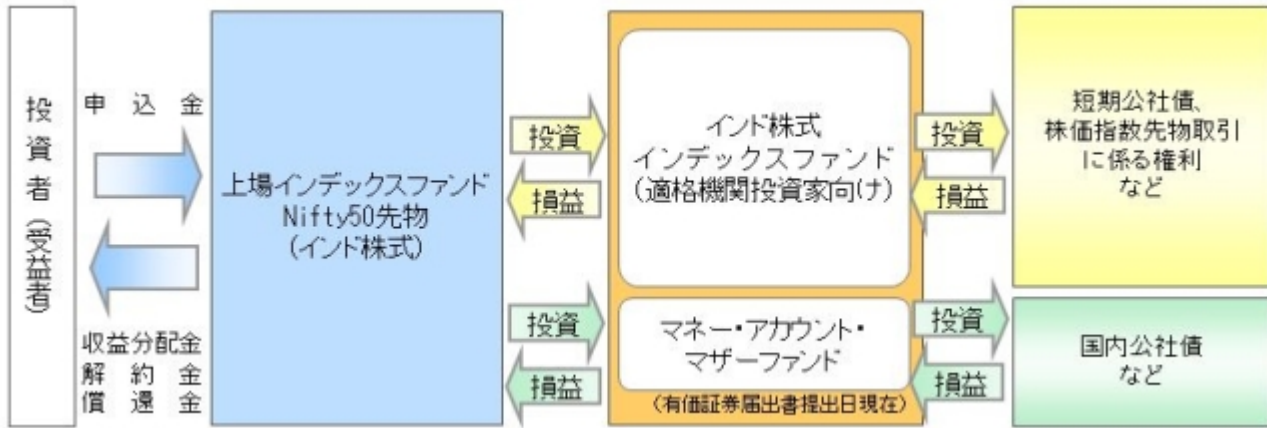 投資者(受益者)
申込金
収益分配金
解約金
償還金
上場インデックスファンド
Nifty50先物
(インド株式)
投資
損益
投資
損益
インド株式
インデックスファンド
(適格機関投資家向け)
マネー・アカウント・
マザーファンド
(有価証券届出書提出日現在)
投資
損益
投資
損益
短期公社債、
株価指数先物取引
に係る権利
など
国内公社債
など